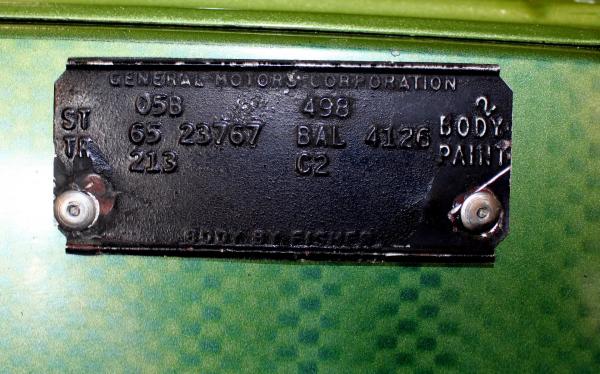 GENERAL MOTORS CORPORATION
05B 498
ST 65 23767 BAL 4126 BODY
TR 213 C2 PAINT
BODY BY FISHER